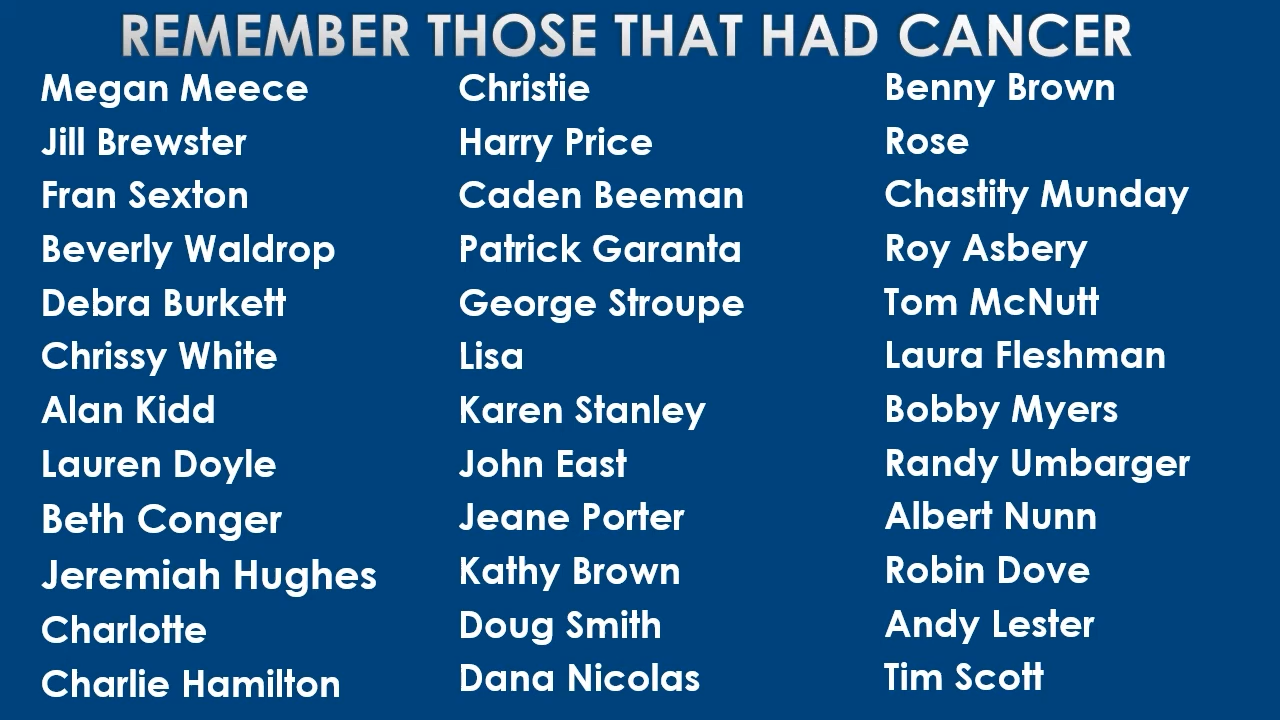 REMEMBER THOSE THAT HAD CANCER
Megan Meece
Jill Brewster
Fran Sexton
Beverly Waldrop
Debra Burkett
Chrissy White
Alan Kidd
Lauren Doyle
Beth Conger
Jeremiah Hughes
Charlotte
Charlie Hamilton
Christie
Harry Price
Caden Beeman
Patrick Garanta
George Stroupe
Lisa
Karen Stanley
John East
Jeane Porter
Kathy Brown
Doug Smith
Dana Nicolas
Benny Brown
Rose
Chastity Munday
Roy Asbery
Tom McNutt
Laura Fleshman
Bobby Myers
Randy Umbarger
Albert Nunn
Robin Dove
Andy Lester
Tim Scott